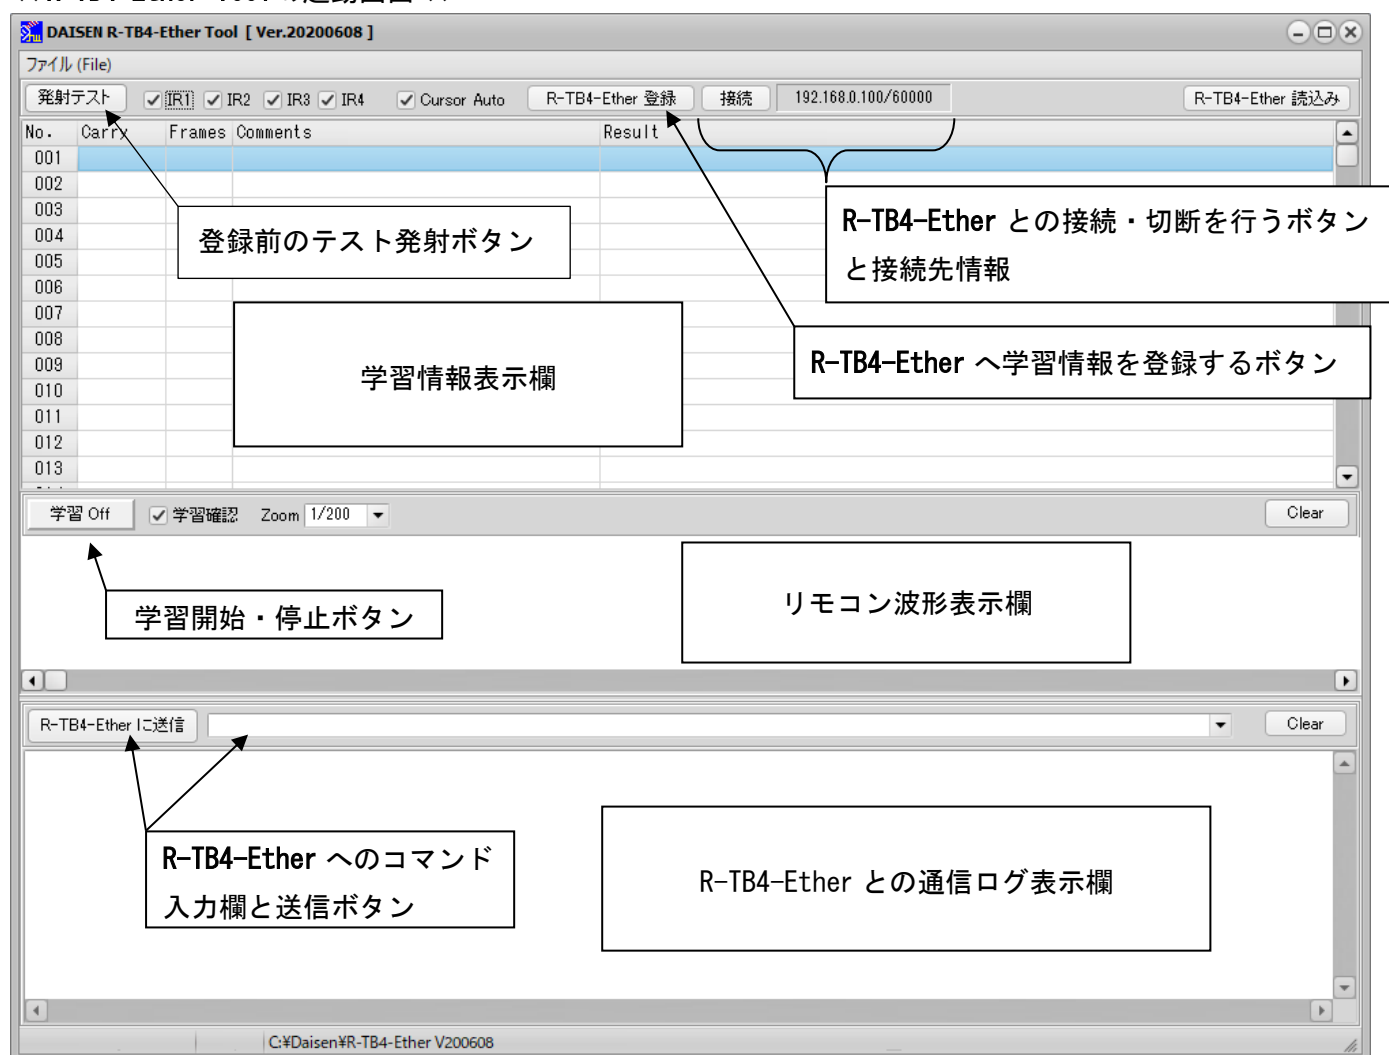 DAISEN R-TB4-Ether Tool [ Ver.20200608 ]
ファイル (File)
発射テスト IR1 IR2 IR3 IR4 Cursor Auto R-TB4-Ether 登録 接続 192.168.0.100/60000 R-TB4-Ether 読込み
No. Carry Frames Comments Result
001
002
003
004
005
006
007
008
009
010
011
012
013
登録前のテスト発射ボタン
R-TB4-Ether との接続・切断を行うボタン
と接続先情報
R-TB4-Ether へ学習情報を登録するボタン
学習情報表示欄
学習 Off 学習確認 Zoom 1/200 Clear
学習開始・停止ボタン
リモコン波形表示欄
R-TB4-Ether に送信 Clear
R-TB4-Ether へのコマンド
入力欄と送信ボタン
R-TB4-Ether との通信ログ表示欄
C:¥Daisen¥R-TB4-Ether V200608